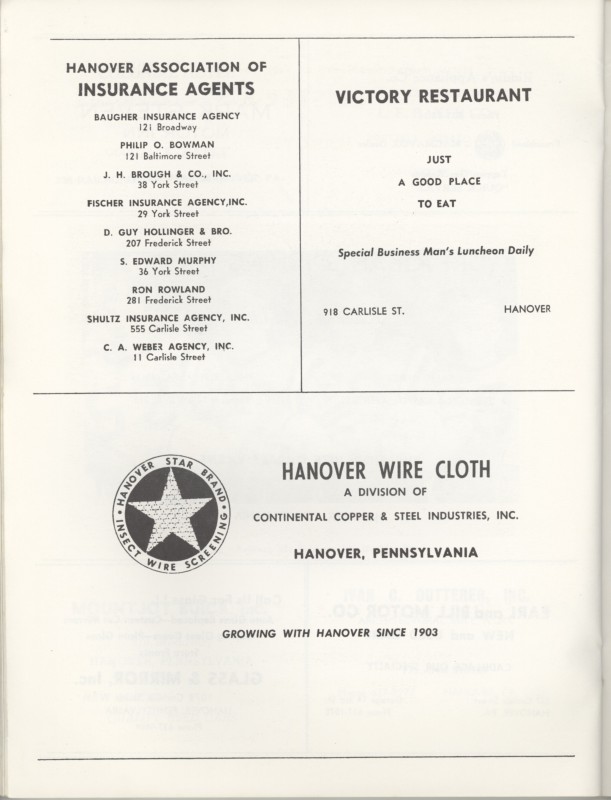 HANOVER ASSOCIATION OF
INSURANCE AGENTS
BAUGHER INSURANCE AGENCY
121 Broadway
PHILIP O. BOWMAN
121 Baltimore Street
J. H. BROUGH & CO., INC.
38 York Street
FISCHER INSURANCE AGENCY,INC.
29 York Street
D. GUY HOLLINGER & BRO.
207 Frederick Street
S. EDWARD MURPHY
36 York Street
RON ROWLAND
281 Frederick Street
SHULTZ INSURANCE AGENCY, INC.
555 Carlisle Street
C. A. WEBER AGENCY, INC.
11 Carlisle Street
VICTORY RESTAURANT
JUST
A GOOD PLACE
TO EAT
Special Business Man's Luncheon Daily
918 CARLISLE ST. HANOVER
HANOVER STAR BRAND
INSECT WIRE SCREENING
HANOVER WIRE CLOTH
A DIVISION OF
CONTINENTAL COPPER & STEEL INDUSTRIES, INC.
HANOVER, PENNSYLVANIA
GROWING WITH HANOVER SINCE 1903